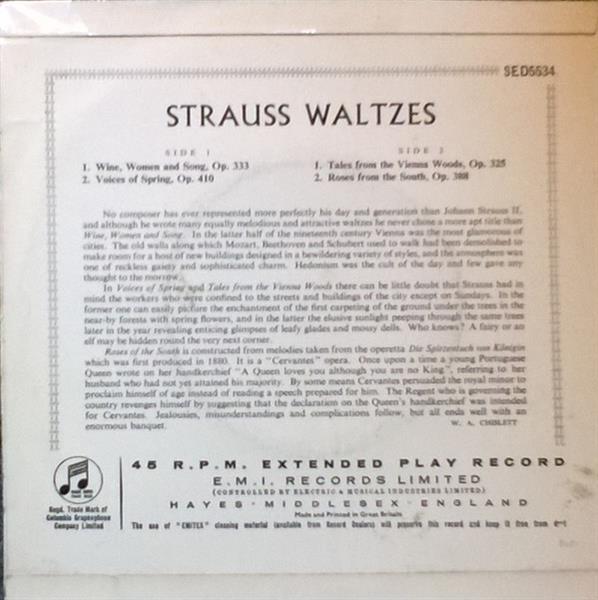 SED5534
STRAUSS WALTZES
SIDE 1
1. Wine, Women and Song, Op. 333
2. Voices of Spring, Op. 410
SIDE 2
1. Tales from the Vienna Woods, Op. 325
2. Roses from the South, Op. 388
No composer has ever represented more perfectly his day and generation than Johann Strauss II,
and although he wrote many equally melodious and attractive waltzes he never chose a more apt title than
Wine, Women and Song. In the latter half of the nineteenth century Vienna was the most glamorous of
cities. The old walls along which Mozart, Beethoven and Schubert used to walk had been demolished to
make room for a host of new buildings designed in a bewildering variety of styles, and the atmosphere was
one of reckless gaiety and sophisticated charm. Hedonism was the cult of the day and few gave any
thought to the morrow.
In Voices of Spring and Tales from the Vienna Woods there can be little doubt that Strauss had in
mind the workers who were confined to the streets and buildings of the city except on Sundays. In the
former one can easily picture the enchantment of the first carpeting of the ground under the trees in the
near-by forests with spring flowers, and in the latter the elusive sunlight peeping through the same trees
later in the year revealing enticing glimpses of leafy glades and mossy dells. Who knows? A fairy or an
elf may be hidden round the very next corner.
Roses of the South is constructed from melodies taken from the operetta Die Spitzentuch von Königin
which was first produced in 1880. It is a "Cervantes" opera. Once upon a time a young Portuguese
Queen wrote on her handkerchief "A Queen loves you although you are no King", referring to her
husband who had not yet attained his majority. By some means Cervantes persuaded the royal minor to
proclaim himself of age instead of reading a speech prepared for him. The Regent who is governing the
country revenges himself by suggesting that the declaration on the Queen's handkerchief was intended
for Cervantes. Jealousies, misunderstandings and complications follow, but all ends well with an
enormous banquet.
W. A. CHISLETT
Regd. Trade Mark of
Columbia Graphophone
Company Limited
45 R.P.M. EXTENDED PLAY RECORD
E.M.I. RECORDS LIMITED
(CONTROLLED BY ELECTRIC & MUSICAL INDUSTRIES LIMITED)
HAYES · MIDDLESEX · ENGLAND
Made and Printed in Great Britain
The use of "EMITEX" cleaning material (available from Record Dealers) will preserve this record and keep it free from dust